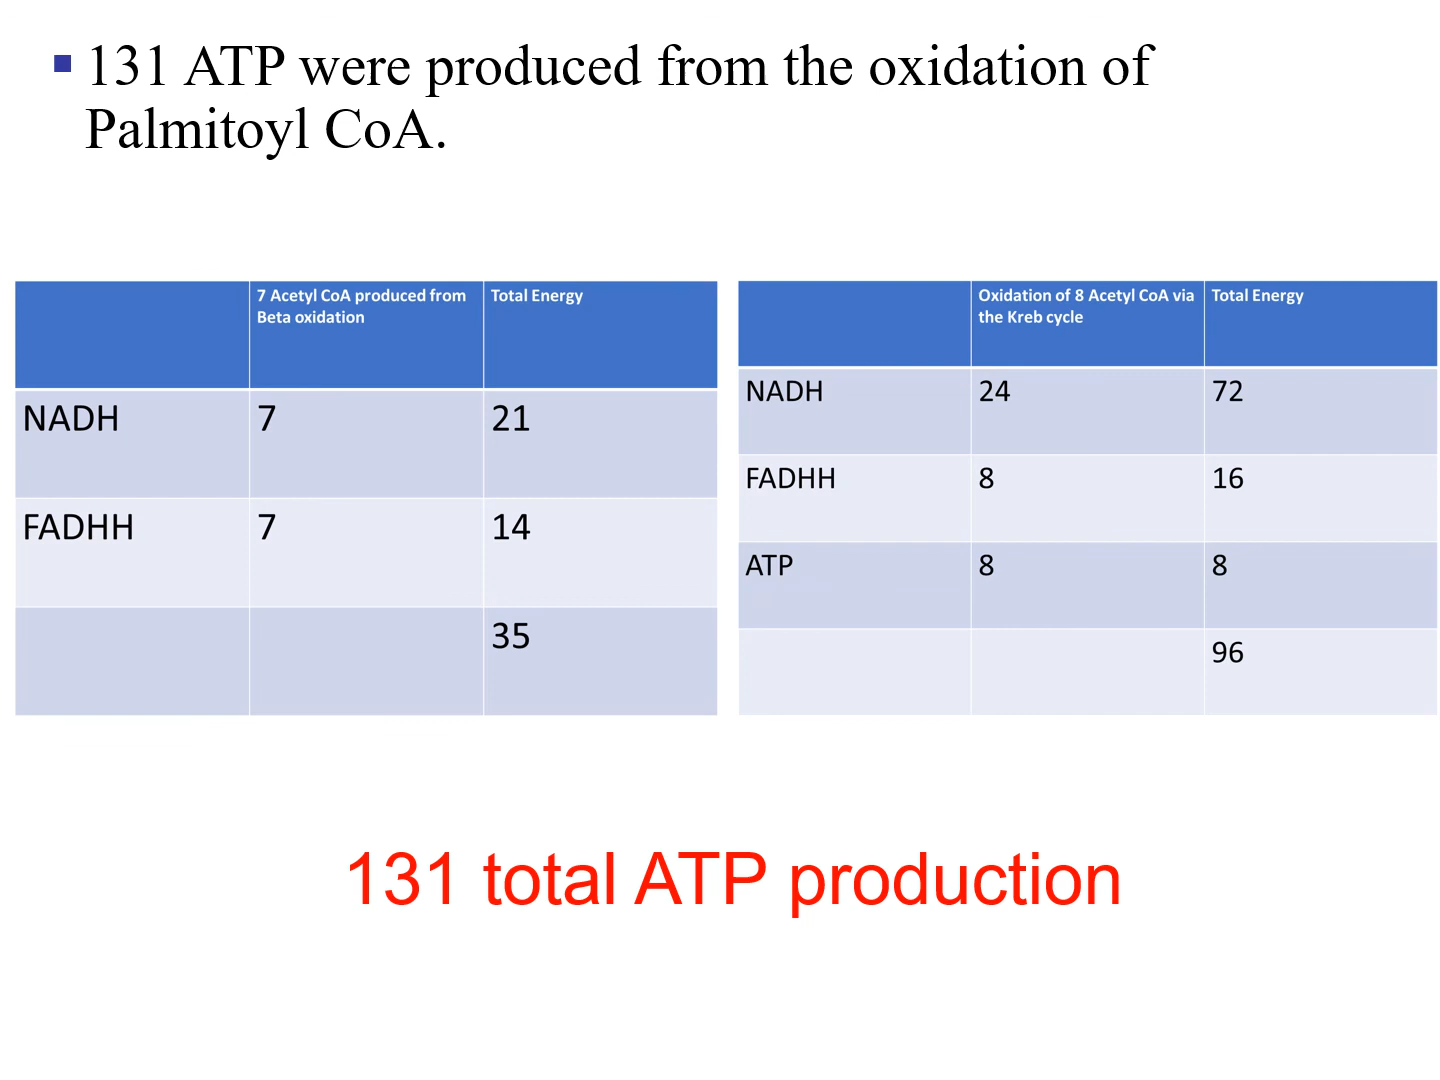 131 ATP were produced from the oxidation of
Palmitoyl CoA.
7 Acetyl CoA produced from
Beta oxidation
Total Energy
NADH 7 21
FADHH 7 14
35
Oxidation of 8 Acetyl CoA via
the Kreb cycle
Total Energy
NADH 24 72
FADHH 8 16
ATP 8 8
96
131 total ATP production